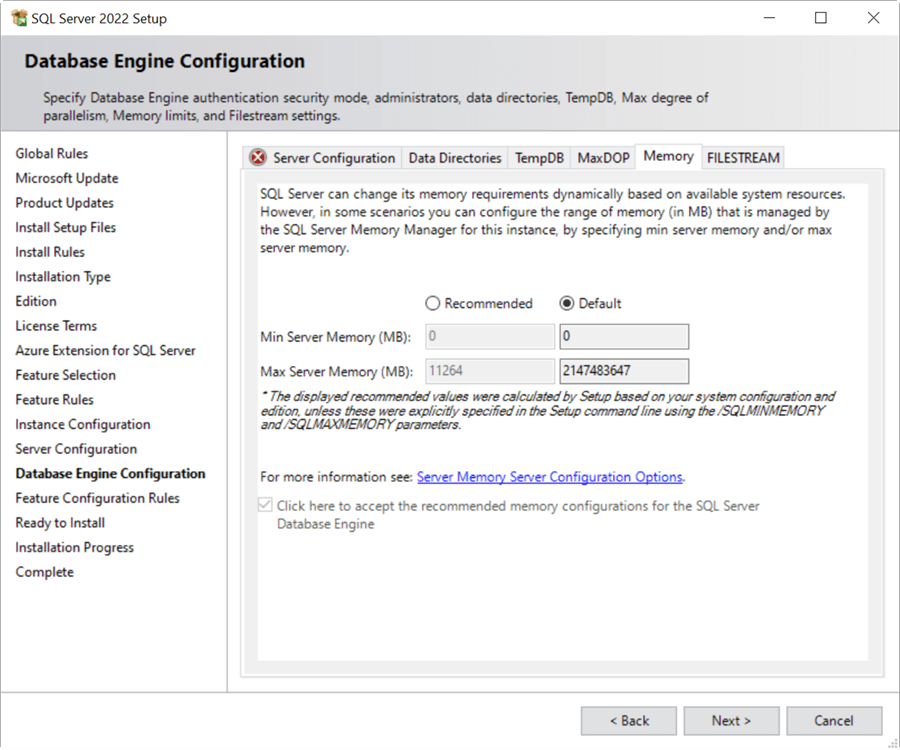 SQL Server 2022 Setup
Database Engine Configuration
Specify Database Engine authentication security mode, administrators, data directories, TempDB, Max degree of
parallelism, Memory limits, and Filestream settings.
Global Rules
Microsoft Update
Product Updates
Install Setup Files
Install Rules
Installation Type
Edition
License Terms
Azure Extension for SQL Server
Feature Selection
Feature Rules
Instance Configuration
Server Configuration
Database Engine Configuration
Feature Configuration Rules
Ready to Install
Installation Progress
Complete
Server Configuration Data Directories TempDB MaxDOP Memory FILESTREAM
SQL Server can change its memory requirements dynamically based on available system resources.
However, in some scenarios you can configure the range of memory (in MB) that is managed by
the SQL Server Memory Manager for this instance, by specifying min server memory and/or max
server memory.
Recommended Default
Min Server Memory (MB): 0 0
Max Server Memory (MB): 11264 2147483647
* The displayed recommended values were calculated by Setup based on your system configuration and
edition, unless these were explicitly specified in the Setup command line using the /SQLMINMEMORY
and /SQLMAXMEMORY parameters.
For more information see: Server Memory Server Configuration Options.
Click here to accept the recommended memory configurations for the SQL Server
Database Engine
< Back Next > Cancel